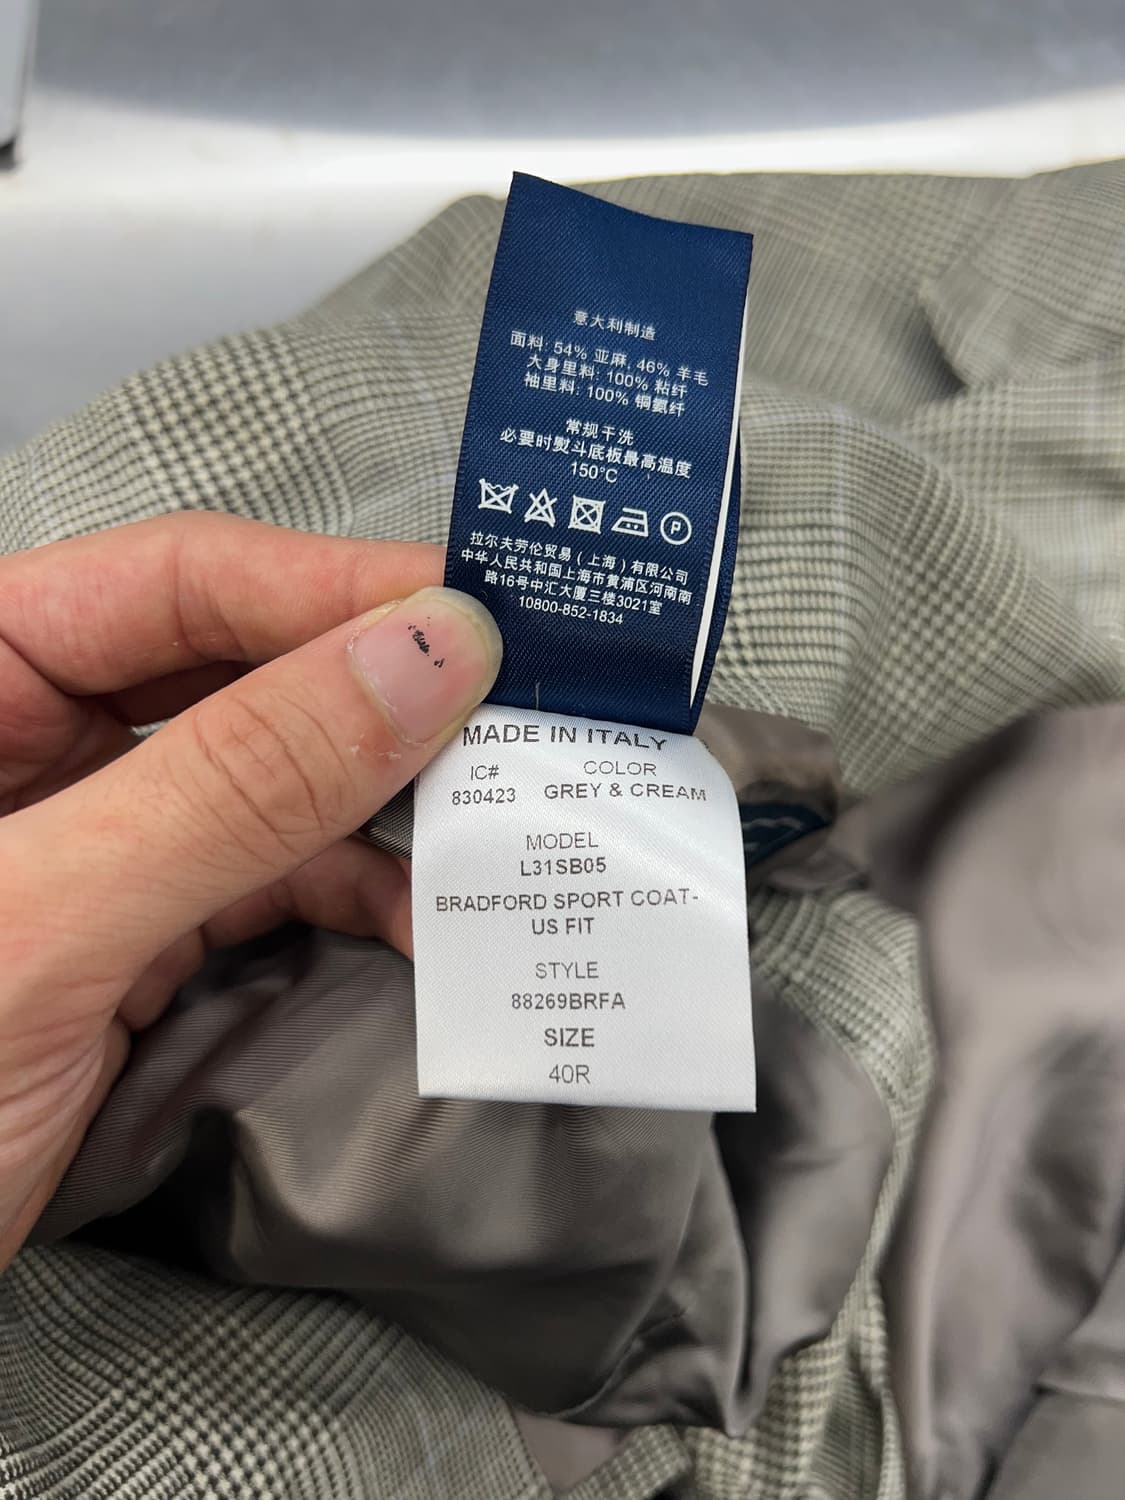 意大利制造
面料: 54% 亚麻, 46% 羊毛
大身里料: 100% 粘纤
袖里料: 100% 铜氨纤
常规干洗
必要时熨斗底板最高温度
150°C
P
拉尔夫劳伦贸易（上海）有限公司
中华人民共和国上海市黄浦区河南南
路16号中汇大厦三楼3021室
10800-852-1834
MADE IN ITALY
IC# COLOR
830423 GREY & CREAM
MODEL
L31SB05
BRADFORD SPORT COAT-
US FIT
STYLE
88269BRFA
SIZE
40R